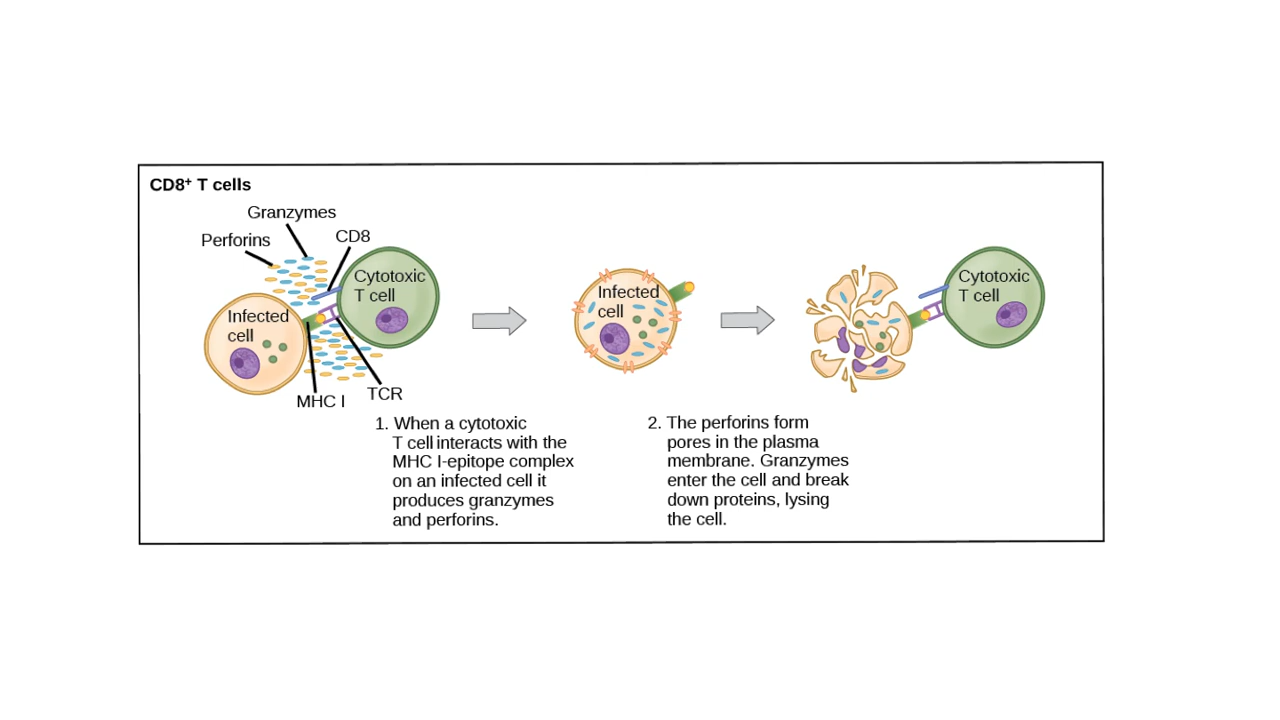 CD8⁺ T cells
Granzymes
Perforins
CD8
Cytotoxic
T cell
Infected
cell
MHC I
TCR
Infected
cell
Cytotoxic
T cell
1. When a cytotoxic
T cell interacts with the
MHC I-epitope complex
on an infected cell it
produces granzymes
and perforins.
2. The perforins form
pores in the plasma
membrane. Granzymes
enter the cell and break
down proteins, lysing
the cell.